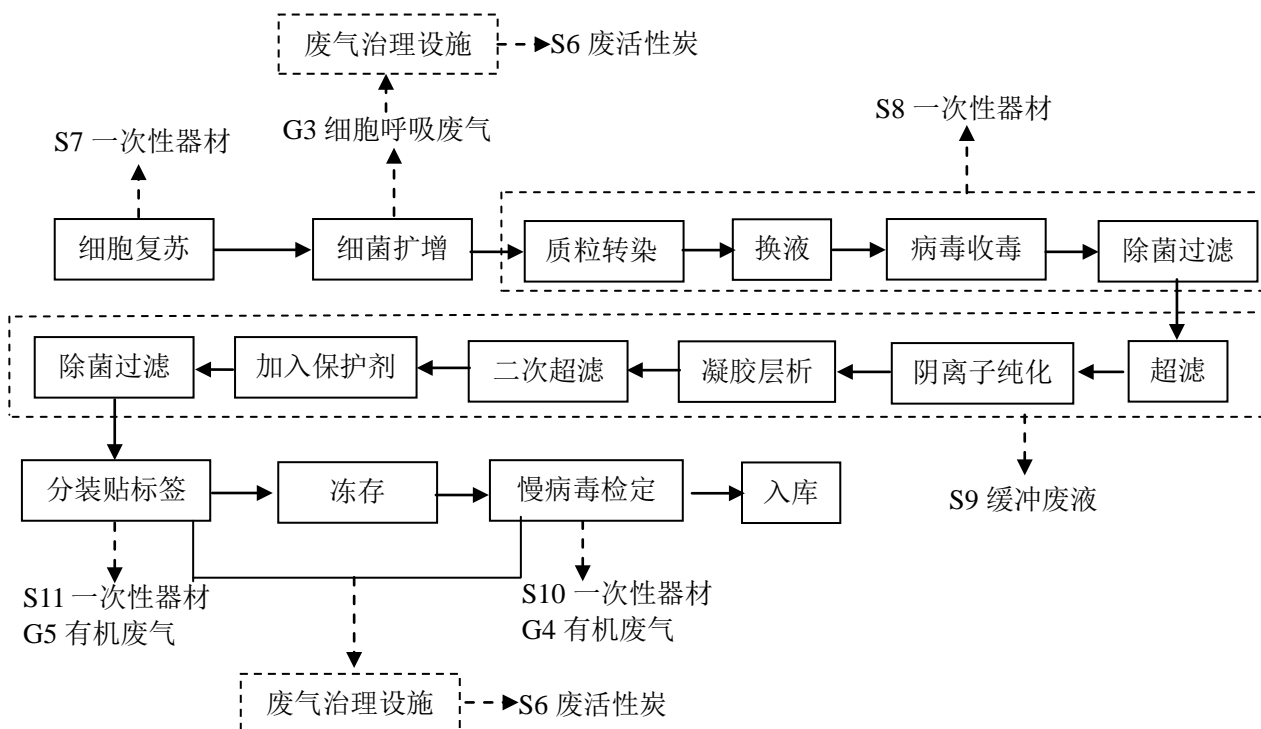 废气治理设施
S6 废活性炭
S8 一次性器材
S7 一次性器材
G3 细胞呼吸废气
细胞复苏
细菌扩增
质粒转染
换液
病毒收毒
除菌过滤
除菌过滤
加入保护剂
二次超滤
凝胶层析
阴离子纯化
超滤
分装贴标签
冻存
慢病毒检定
入库
S9 缓冲废液
S11 一次性器材
G5 有机废气
S10 一次性器材
G4 有机废气
废气治理设施
S6 废活性炭